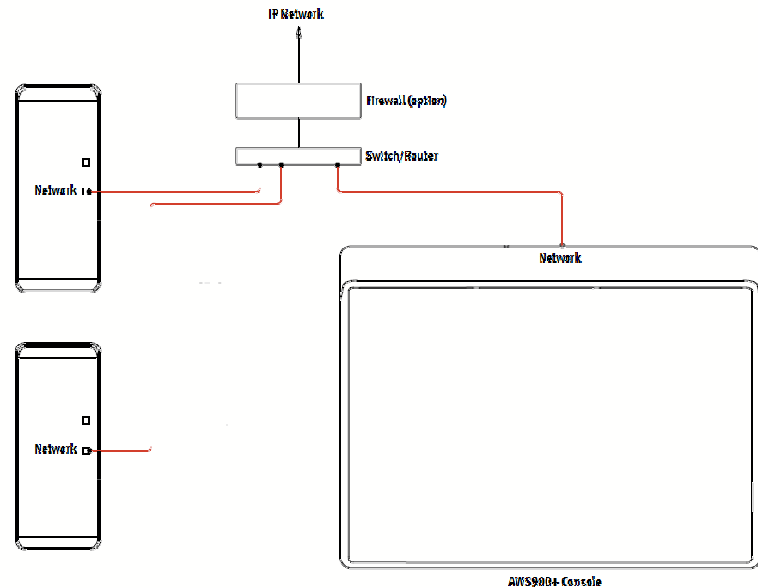 IP Network
Firewall (option)
Switch/Router
Network
Network
Network
AWS900+ Console